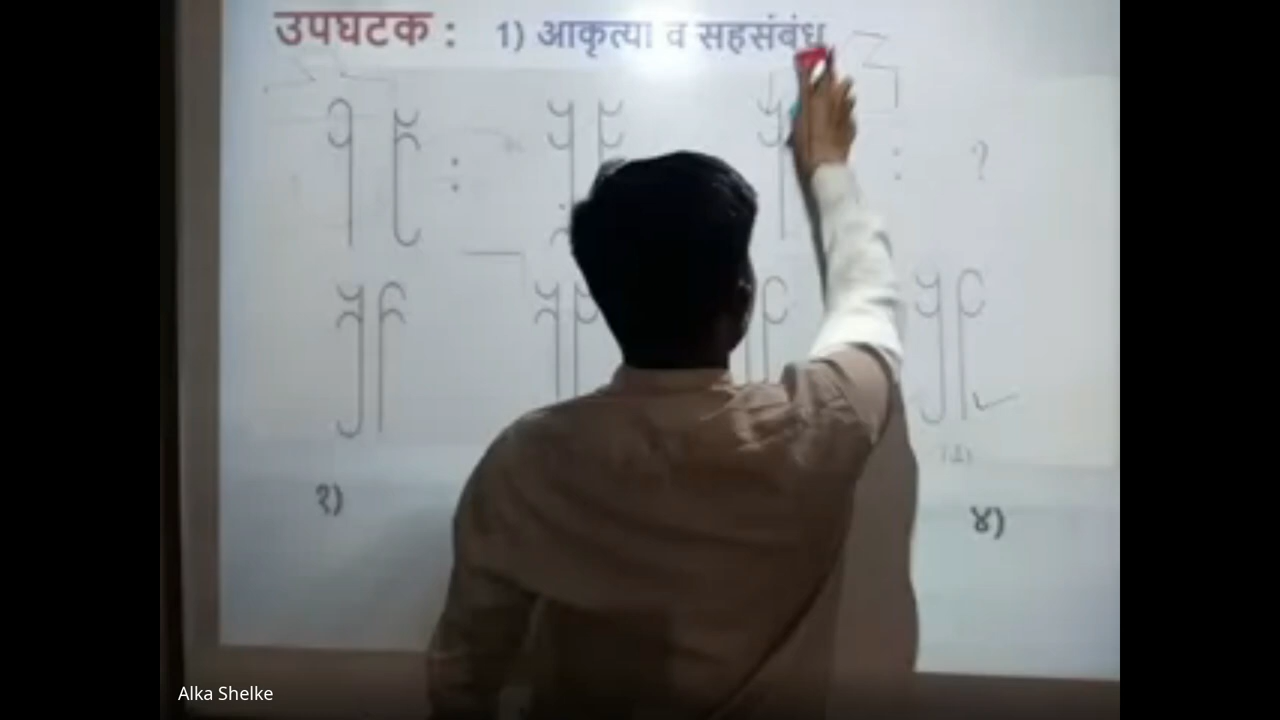 उपघटक : 1) आकृत्या व सहसंबंध
: : ?
१) ४)
Alka Shelke